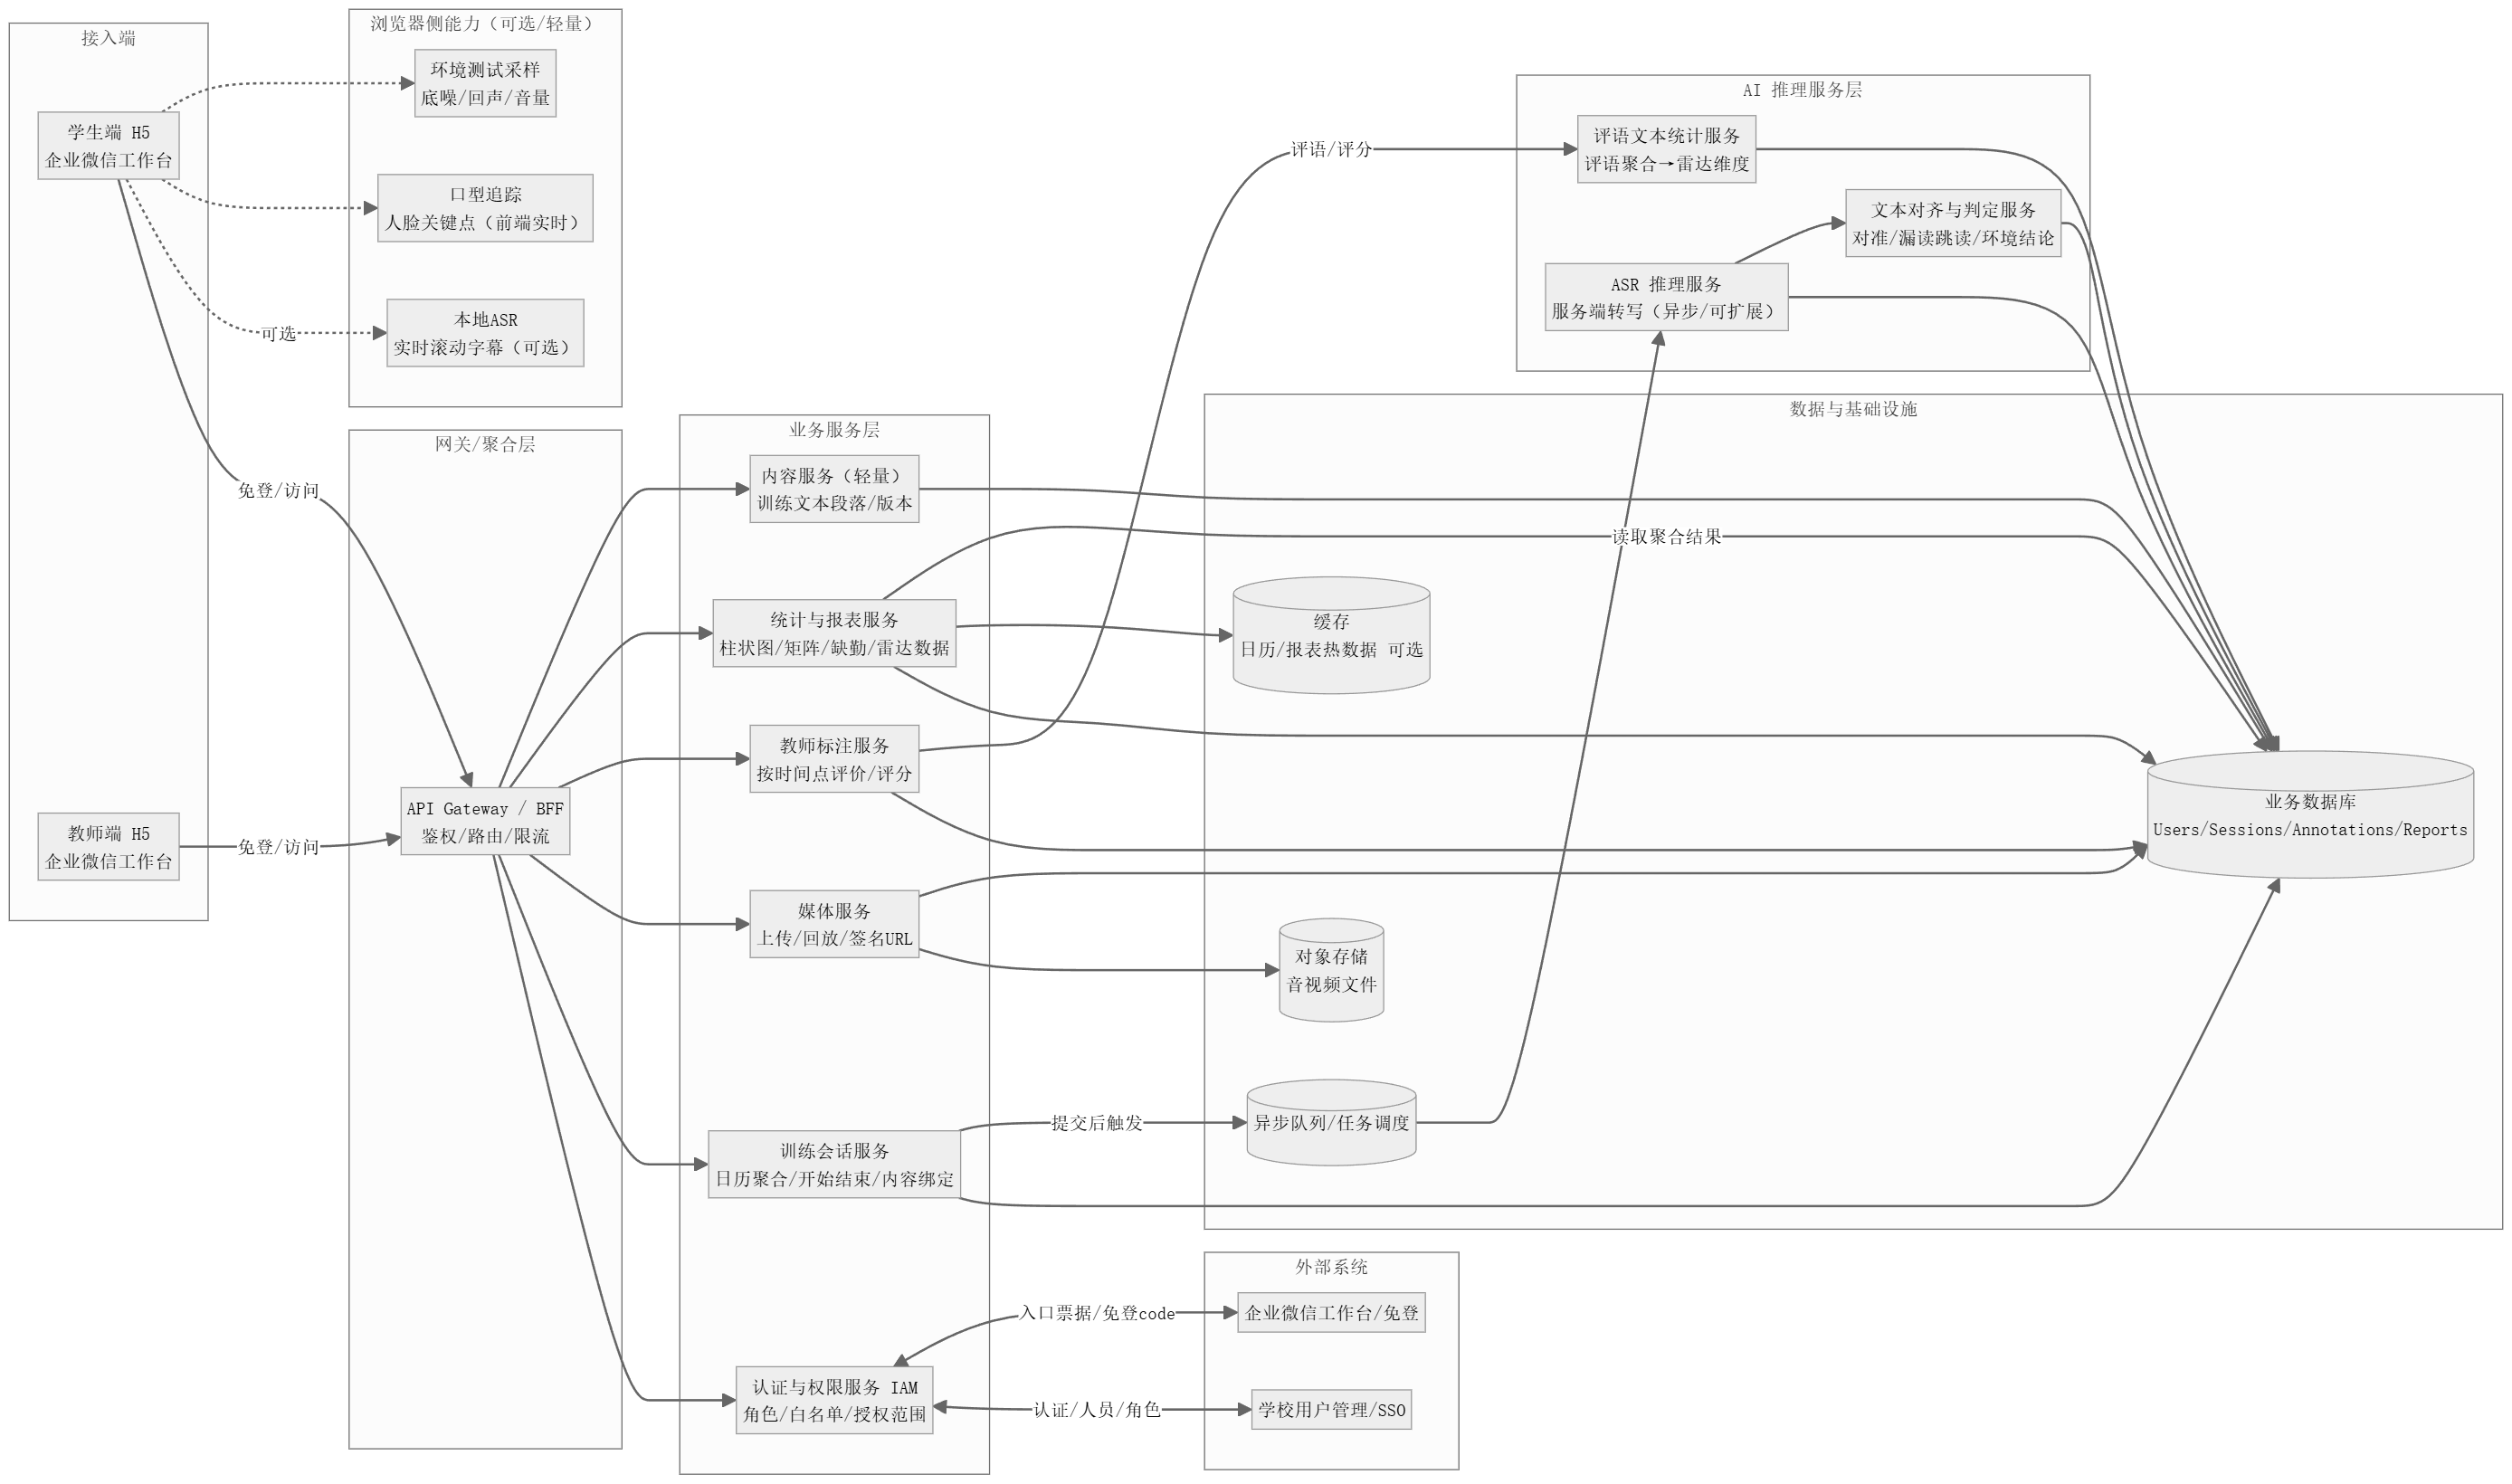 接入端
学生端 H5
企业微信工作台
教师端 H5
企业微信工作台
浏览器侧能力（可选/轻量）
环境测试采样
底噪/回声/音量
口型追踪
人脸关键点（前端实时）
本地ASR
实时滚动字幕（可选）
可选
免登/访问
免登/访问
网关/聚合层
API Gateway / BFF
鉴权/路由/限流
业务服务层
内容服务（轻量）
训练文本段落/版本
统计与报表服务
柱状图/矩阵/缺勤/雷达数据
教师标注服务
按时间点评价/评分
媒体服务
上传/回放/签名URL
训练会话服务
日历聚合/开始结束/内容绑定
认证与权限服务 IAM
角色/白名单/授权范围
评语/评分
读取聚合结果
提交后触发
入口票据/免登code
认证/人员/角色
AI 推理服务层
评语文本统计服务
评语聚合→雷达维度
文本对齐与判定服务
对准/漏读跳读/环境结论
ASR 推理服务
服务端转写（异步/可扩展）
数据与基础设施
缓存
日历/报表热数据 可选
业务数据库
Users/Sessions/Annotations/Reports
对象存储
音视频文件
异步队列/任务调度
外部系统
企业微信工作台/免登
学校用户管理/SSO